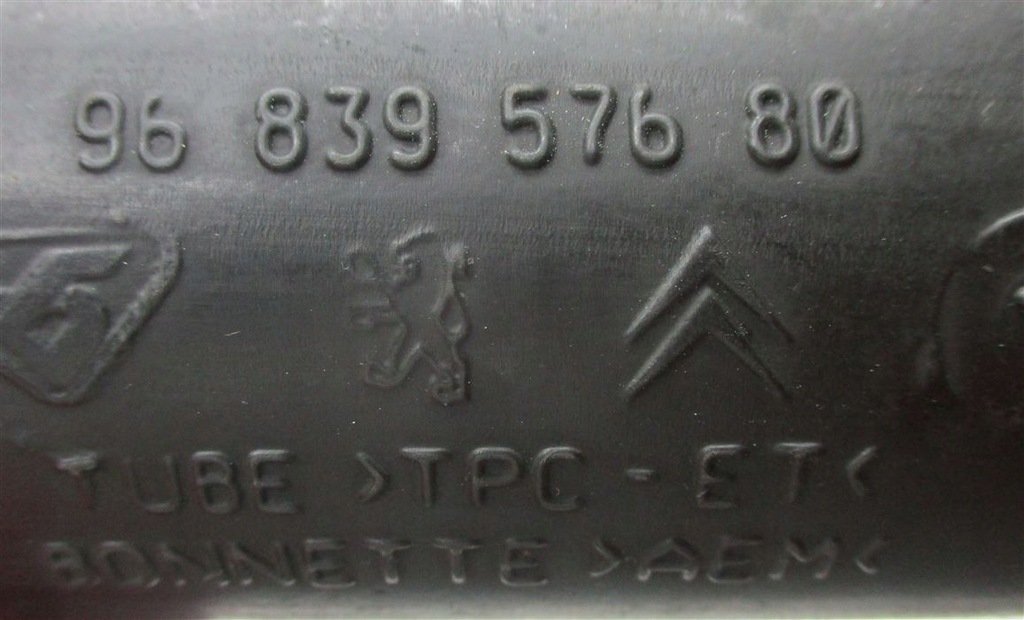 96 839 576 80
TUBE >TPC-ET<
BONNETTE >AEM<